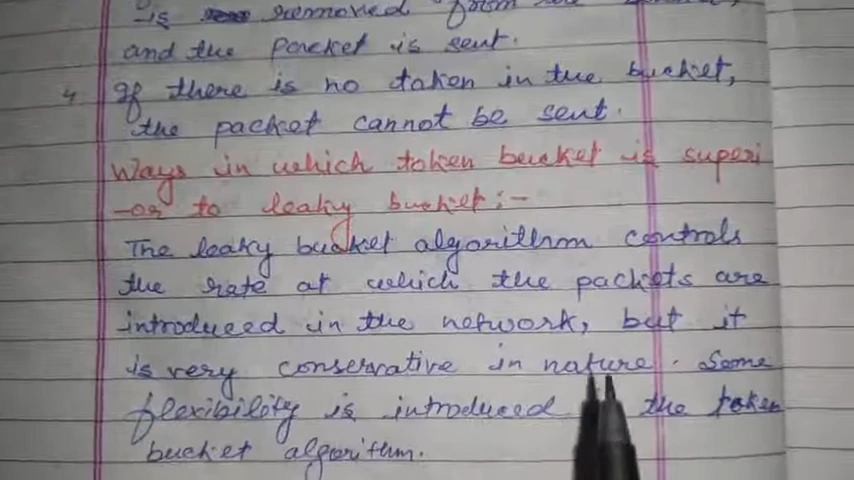 is removed from
and the packet is sent.
4 If there is no token in the bucket,
the packet cannot be sent.
Ways in which token bucket is superi
-or to leaky bucket :-
The leaky bucket algorithm controls
the rate at which the packets are
introduced in the network, but it
is very conservative in nature. Some
flexibility is introduced the token
bucket algorithm.